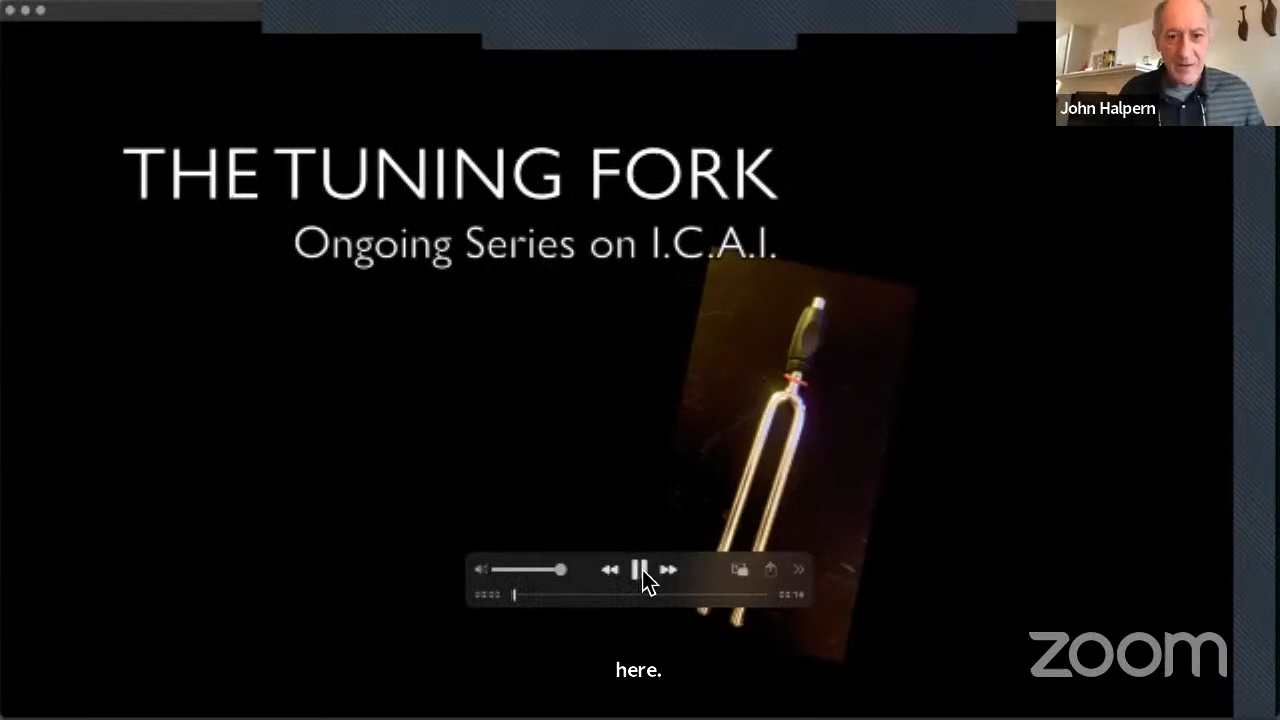 John Halpern
THE TUNING FORK
Ongoing Series on I.C.A.I.
here.
zoom